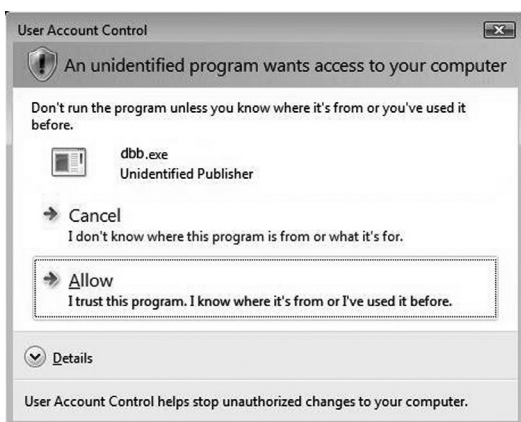 User Account Control
An unidentified program wants access to your computer
Don't run the program unless you know where it's from or you've used it
before.
dbb.exe
Unidentified Publisher
Cancel
I don't know where this program is from or what it's for.
Allow
I trust this program. I know where it's from or I've used it before.
Details
User Account Control helps stop unauthorized changes to your computer.